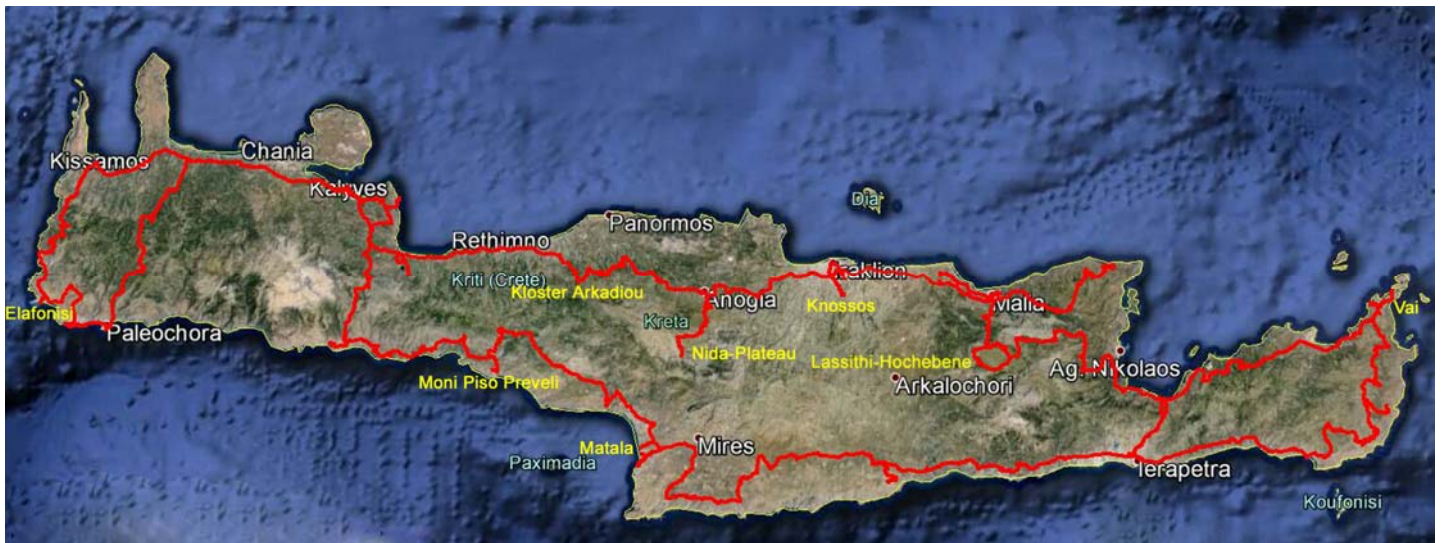 Kissamos
Chania
Kalyves
Dia
Rethimno
Panormos
Kriti (Crete)
Kloster Arkadiou
Iraklion
Anogia
Knossos
Malia
Vai
Elafonisi
Paleochora
Kreta
Nida-Plateau
Lassithi-Hochebene
Ag. Nikolaos
Moni Piso Preveli
Arkalochori
Matala
Mires
Paximadia
Ierapetra
Koufonisi